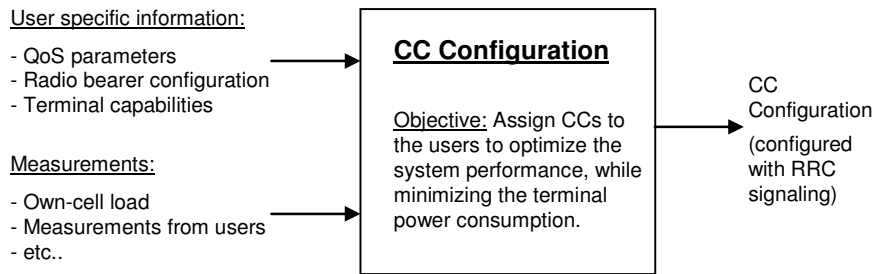 User specific information:
- QoS parameters
- Radio bearer configuration
- Terminal capabilities
Measurements:
- Own-cell load
- Measurements from users
- etc..
CC Configuration
Objective: Assign CCs to
the users to optimize the
system performance, while
minimizing the terminal
power consumption.
CC
Configuration
(configured
with RRC
signaling)